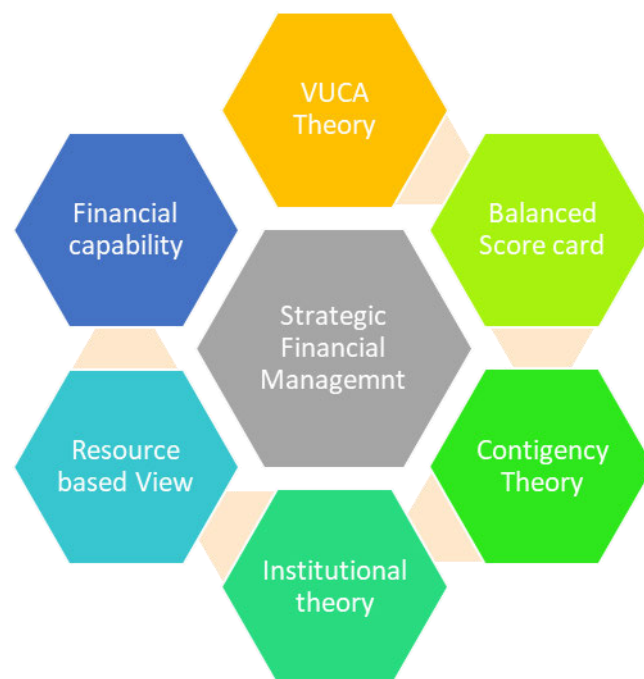 VUCA
Theory
Financial
capability
Balanced
Score card
Strategic
Financial
Managemnt
Resource
based View
Contigency
Theory
Institutional
theory